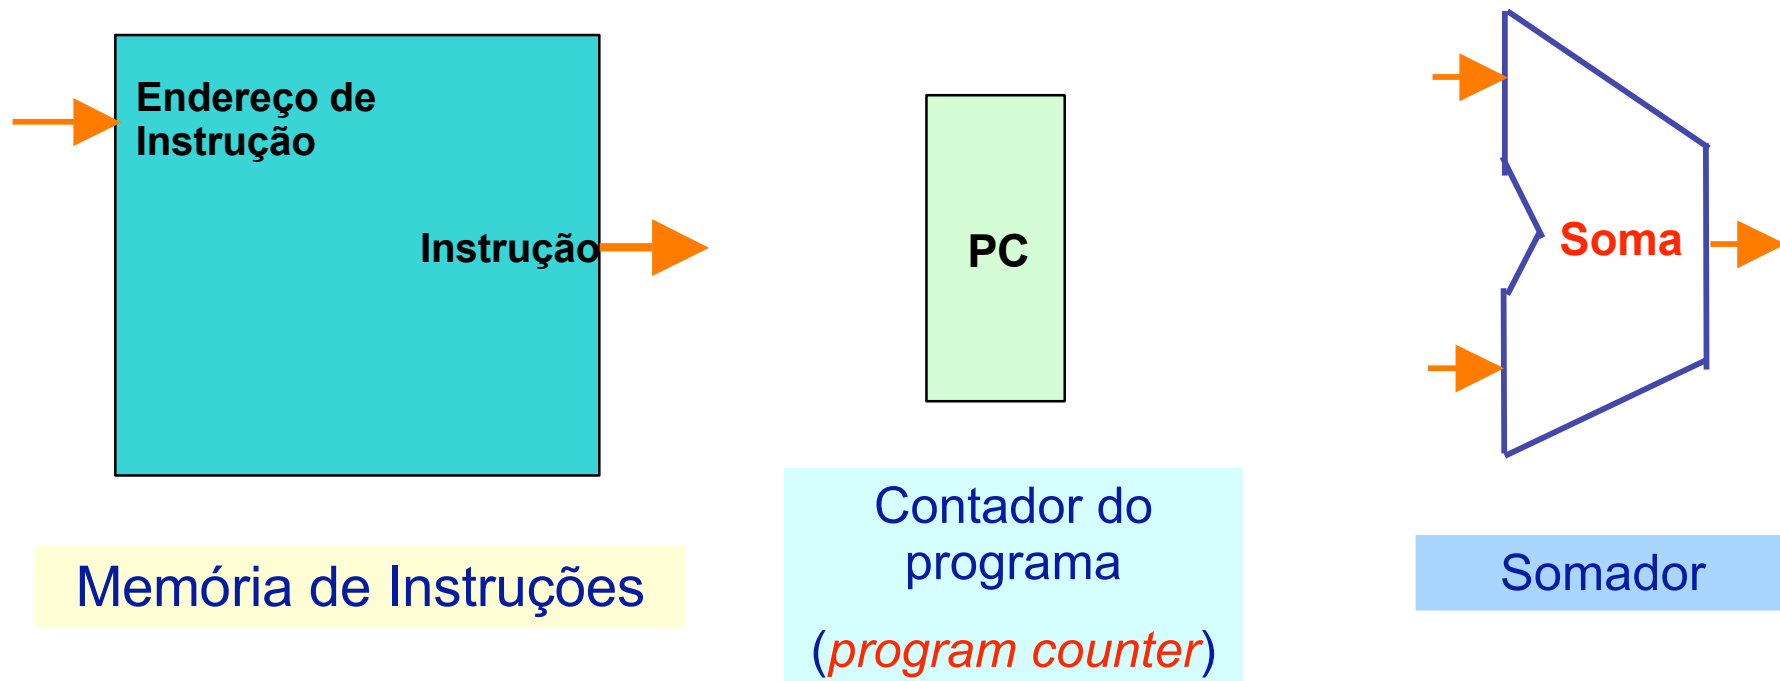 Endereço de
Instrução
Instrução
Memória de Instruções
PC
Contador do
programa
(program counter)
Soma
Somador